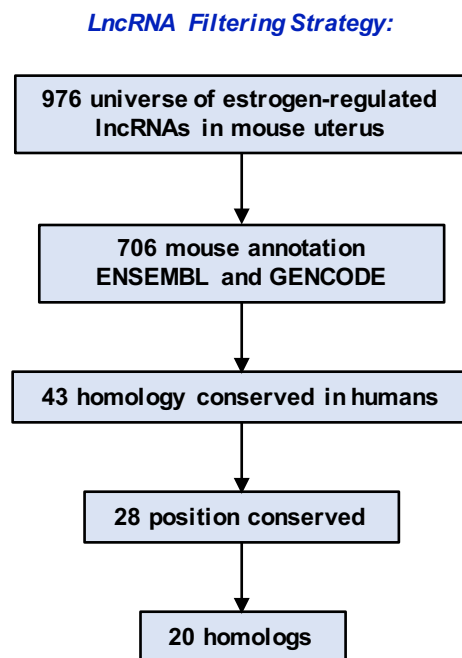 LncRNA Filtering Strategy:
976 universe of estrogen-regulated
lncRNAs in mouse uterus
706 mouse annotation
ENSEMBL and GENCODE
43 homology conserved in humans
28 position conserved
20 homologs